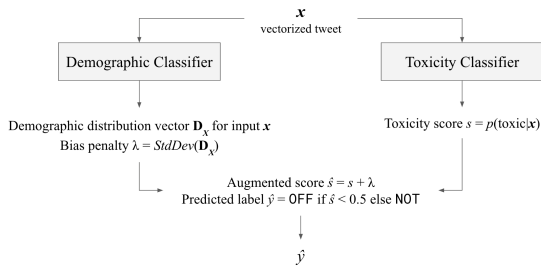 x
vectorized tweet
Demographic Classifier
Toxicity Classifier
Demographic distribution vector Dₓ for input x
Bias penalty λ = StdDev(Dₓ)
Toxicity score s = p(toxic|x)
Augmented score ŝ = s + λ
Predicted label ŷ = OFF if ŝ < 0.5 else NOT
ŷ